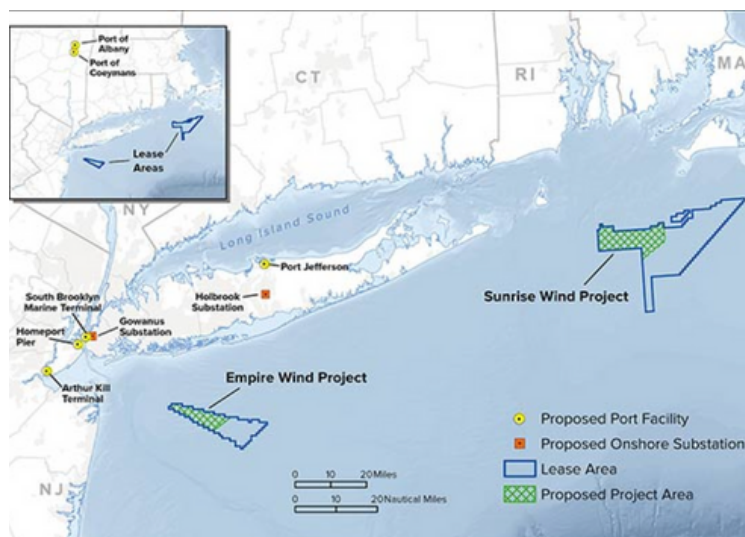 Port of
Albany
Port of
Coeymans
Lease
Areas
CT
RI
MA
NY
Long Island Sound
Port Jefferson
South Brooklyn
Marine Terminal
Holbrook
Substation
Sunrise Wind Project
Homeport
Pier
Gowanus
Substation
Arthur Kill
Terminal
Empire Wind Project
NJ
0 10 20 Miles
0 10 20 Nautical Miles
Proposed Port Facility
Proposed Onshore Substation
Lease Area
Proposed Project Area